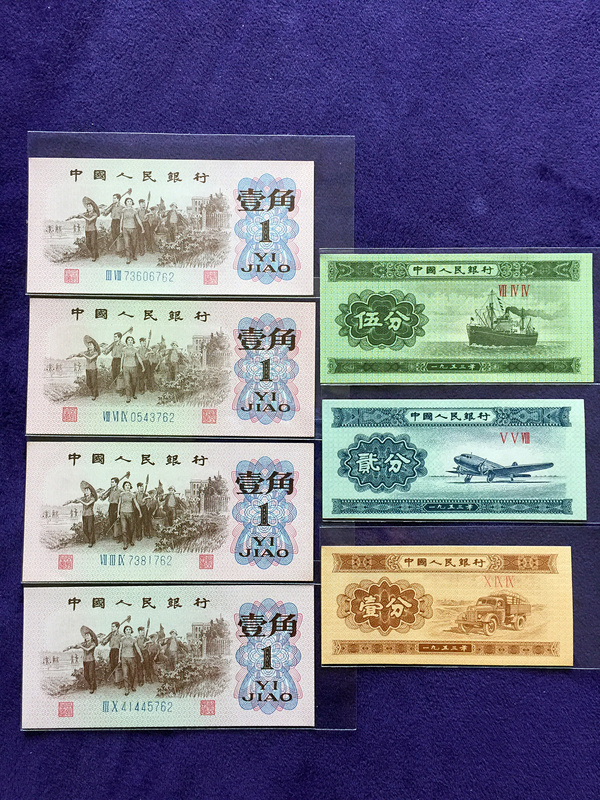 中國人民銀行
壹角
1
YI
JIAO
III VIII 73606762
中國人民銀行
壹角
1
YI
JIAO
VII VI IX 0543762
中國人民銀行
壹角
1
YI
JIAO
VII III IX 7381762
中國人民銀行
壹角
1
YI
JIAO
III X 41445762
中國人民銀行
VII IV IV
伍分
一九五三年
中國人民銀行
V V VIII
貳分
一九五三年
中國人民銀行
X IX IX
壹分
一九五三年